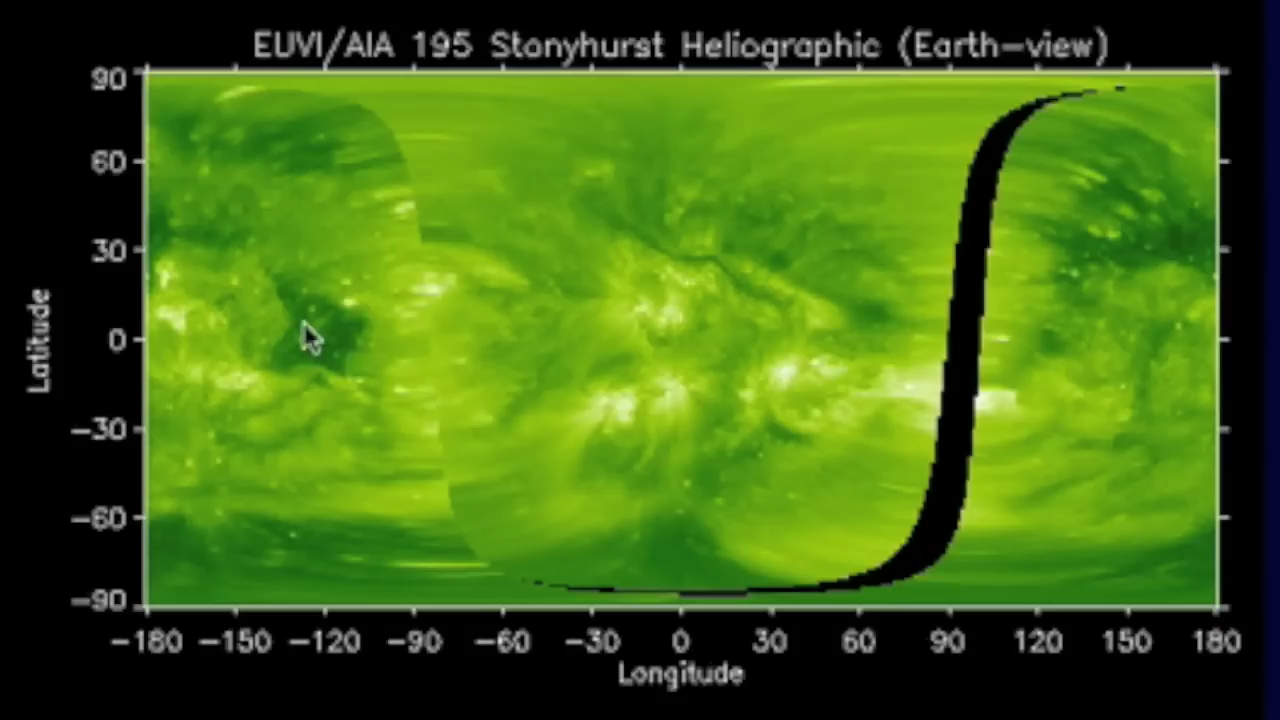 EUVI/AIA 195 Stonyhurst Heliographic (Earth-view)
90
60
30
0
-30
-60
-90
Latitude
-180 -150 -120 -90 -60 -30 0 30 60 90 120 150 180
Longitude